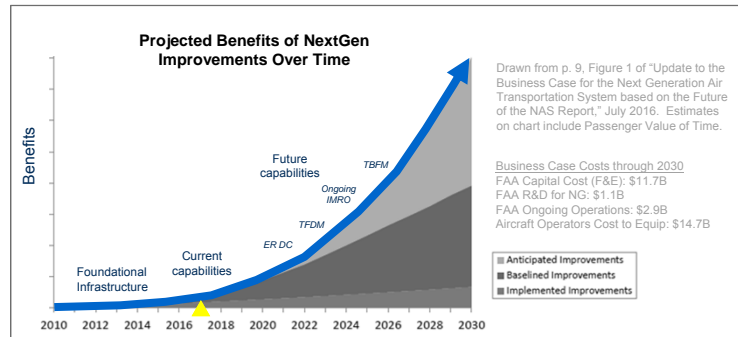 Projected Benefits of NextGen
Improvements Over Time
Drawn from p. 9, Figure 1 of “Update to the
Business Case for the Next Generation Air
Transportation System based on the Future
of the NAS Report,” July 2016.  Estimates
on chart include Passenger Value of Time.
Business Case Costs through 2030
FAA Capital Cost (F&E): $11.7B
FAA R&D for NG: $1.1B
FAA Ongoing Operations: $2.9B
Aircraft Operators Cost to Equip: $14.7B
Anticipated Improvements
Baselined Improvements
Implemented Improvements
Benefits
Foundational
Infrastructure
Current
capabilities
Future
capabilities
ER DC
TFDM
Ongoing
IMRO
TBFM
2010 2012 2014 2016 2018 2020 2022 2024 2026 2028 2030